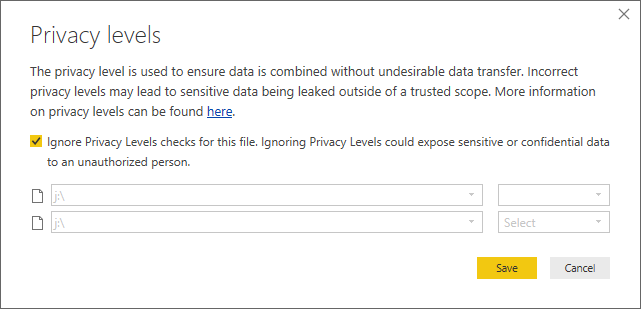 Privacy levels
The privacy level is used to ensure data is combined without undesirable data transfer. Incorrect
privacy levels may lead to sensitive data being leaked outside of a trusted scope. More information
on privacy levels can be found here.
Ignore Privacy Levels checks for this file. Ignoring Privacy Levels could expose sensitive or confidential data
to an unauthorized person.
j:\
j:\ Select
Save Cancel